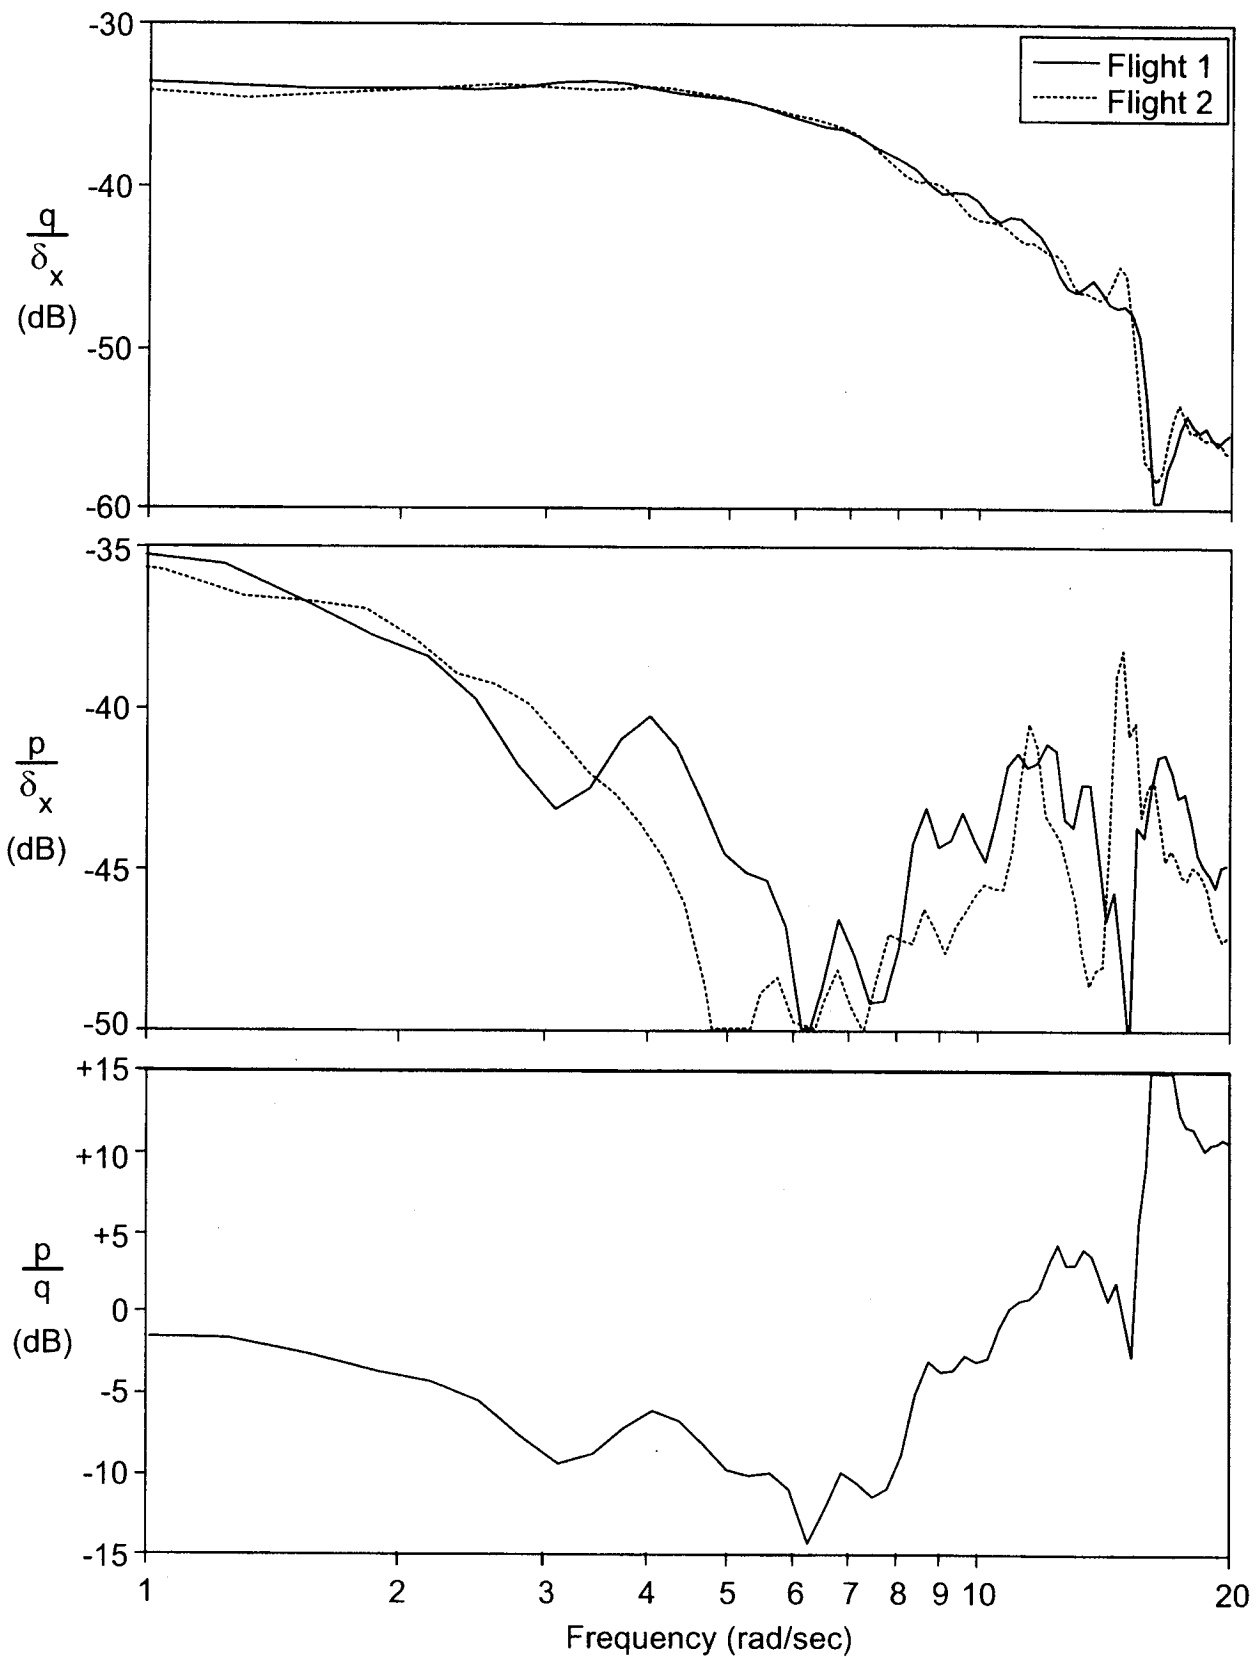 -30
Flight 1
Flight 2
-40
q
δx
(dB)
-50
-60
-35
-40
p
δx
(dB)
-45
-50
+15
+10
+5
p
q
0
(dB)
-5
-10
-15
1 2 3 4 5 6 7 8 9 10 20
Frequency (rad/sec)